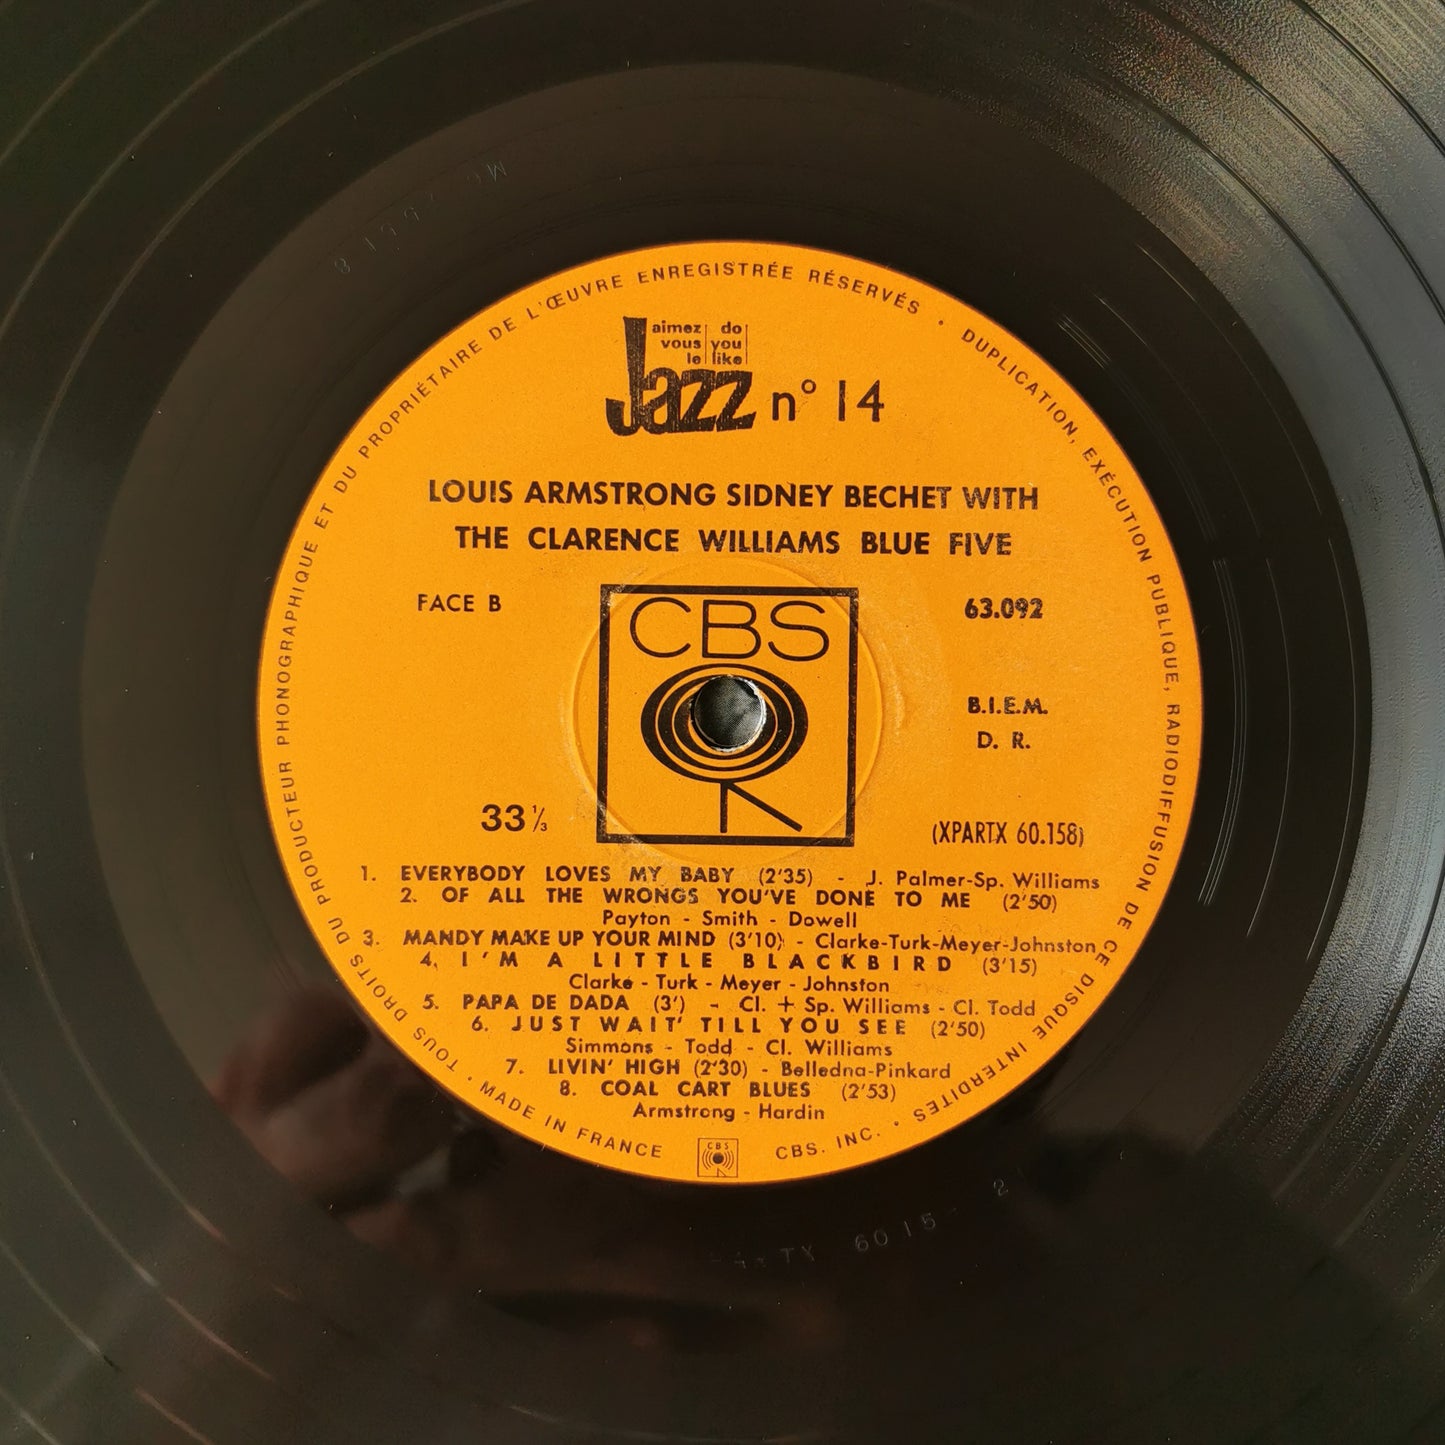 TOUS DROITS DU PRODUCTEUR PHONOGRAPHIQUE ET DU PROPRIÉTAIRE DE L'ŒUVRE ENREGISTRÉE RÉSERVÉS • DUPLICATION, EXÉCUTION PUBLIQUE, RADIODIFFUSION DE CE DISQUE INTERDITES •
aimez do
vous you
le like
Jazz n° 14
LOUIS ARMSTRONG SIDNEY BECHET WITH
THE CLARENCE WILLIAMS BLUE FIVE
FACE B
CBS
63.092
B.I.E.M.
D. R.
33 1/3
(XPARTX 60.158)
1. EVERYBODY LOVES MY BABY (2'35) - J. Palmer-Sp. Williams
2. OF ALL THE WRONGS YOU'VE DONE TO ME (2'50)
Payton - Smith - Dowell
3. MANDY MAKE UP YOUR MIND (3'10) - Clarke-Turk-Meyer-Johnston
4. I'M A LITTLE BLACKBIRD (3'15)
Clarke - Turk - Meyer - Johnston
5. PAPA DE DADA (3') - Cl. + Sp. Williams - Cl. Todd
6. JUST WAIT' TILL YOU SEE (2'50)
Simmons - Todd - Cl. Williams
7. LIVIN' HIGH (2'30) - Belledna-Pinkard
8. COAL CART BLUES (2'53)
Armstrong - Hardin
• MADE IN FRANCE
CBS
CBS. INC.